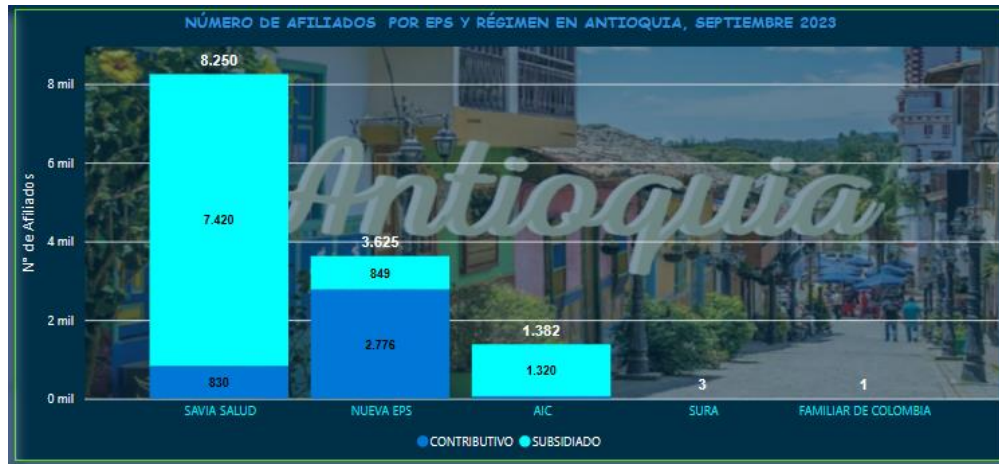 NÚMERO DE AFILIADOS POR EPS Y RÉGIMEN EN ANTIOQUIA, SEPTIEMBRE 2023
N° de Afiliados
8 mil
6 mil
4 mil
2 mil
0 mil
8.250
7.420
830
3.625
849
2.776
1.382
1.320
3
1
Antioquia
SAVIA SALUD
NUEVA EPS
AIC
SURA
FAMILIAR DE COLOMBIA
CONTRIBUTIVO SUBSIDIADO